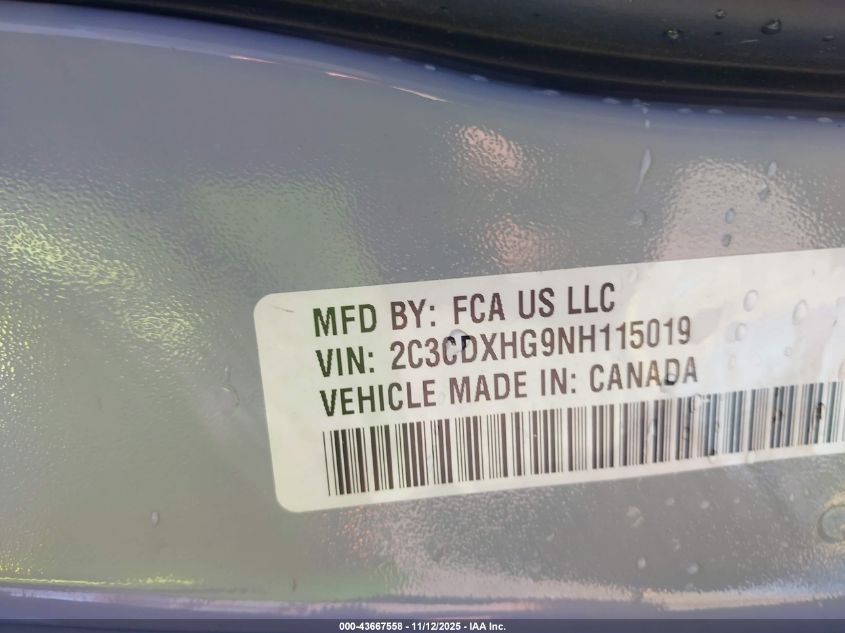 MFD BY: FCA US LLC
VIN: 2C3CDXHG9NH115019
VEHICLE MADE IN: CANADA
000-43667558 - 11/12/2025 - IAA Inc.